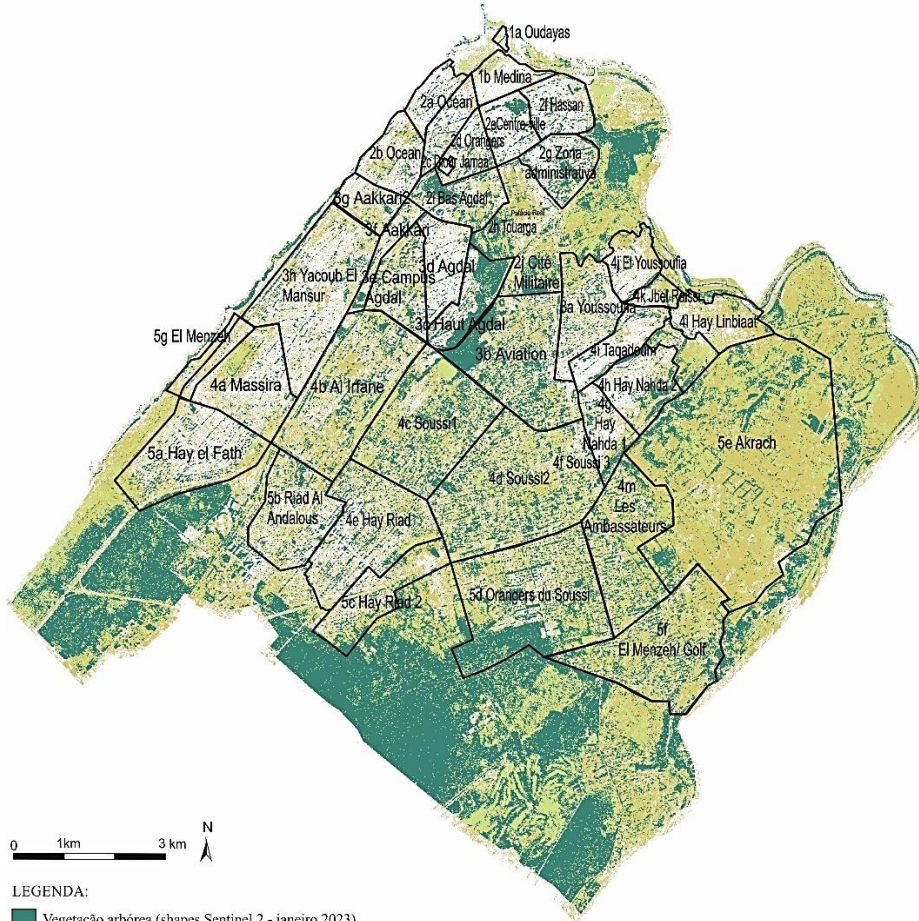 1a Oudayas
1b Medina
2a Ocean
2f Hassan
2eCentre-ville
2d Orangers
2b Ocean
2g Zona
administrativa
3g Aakkari2
2i Bas Agdal
Palácio Real
2h Touarga
3f Aakkari
3d Agdal
4j El Youssoufia
2j Cité
Militaire
3h Yacoub El
Mansur
3e Campus
Agdal
3a Youssoufia
4k Jbel Raissi
4l Hay Linbiaat
3c Haut Agdal
5g El Menzeh
3b Aviation
4i Taqadoum
4a Massira
4b Al Irfane
4h Hay Nahda 2
4g
Hay
Nahda 1
4c Soussi1
5e Akrach
5a Hay el Fath
4f Soussi 3
4d Soussi2
5b Riad Al
Andalous
4m
Les
Ambassateurs
4e Hay Riad
5c Hay Riad 2
5d Orangers du Soussi
5f
El Menzeh/ Golf
N
0 1km 3 km
LEGENDA:
Vegetação arbórea (shapes Sentinel 2 - janeiro 2023)